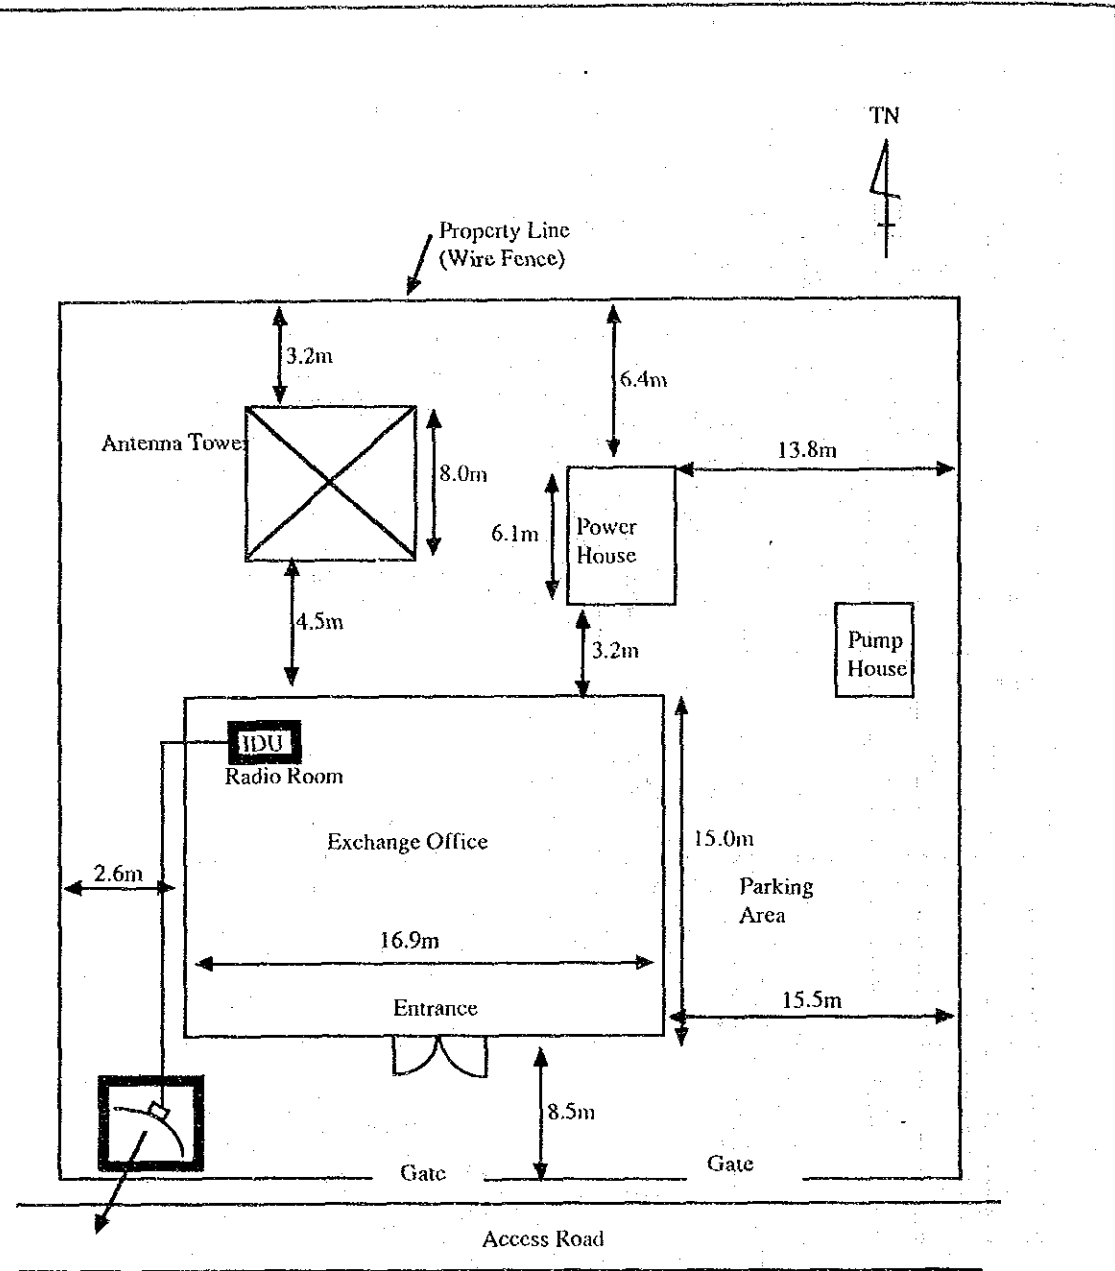 TN
Property Line
(Wire Fence)
3.2m
6.4m
Antenna Tower
8.0m
13.8m
6.1m
Power
House
4.5m
3.2m
Pump
House
IDU
Radio Room
Exchange Office
15.0m
2.6m
Parking
Area
16.9m
15.5m
Entrance
8.5m
Gate
Gate
Access Road